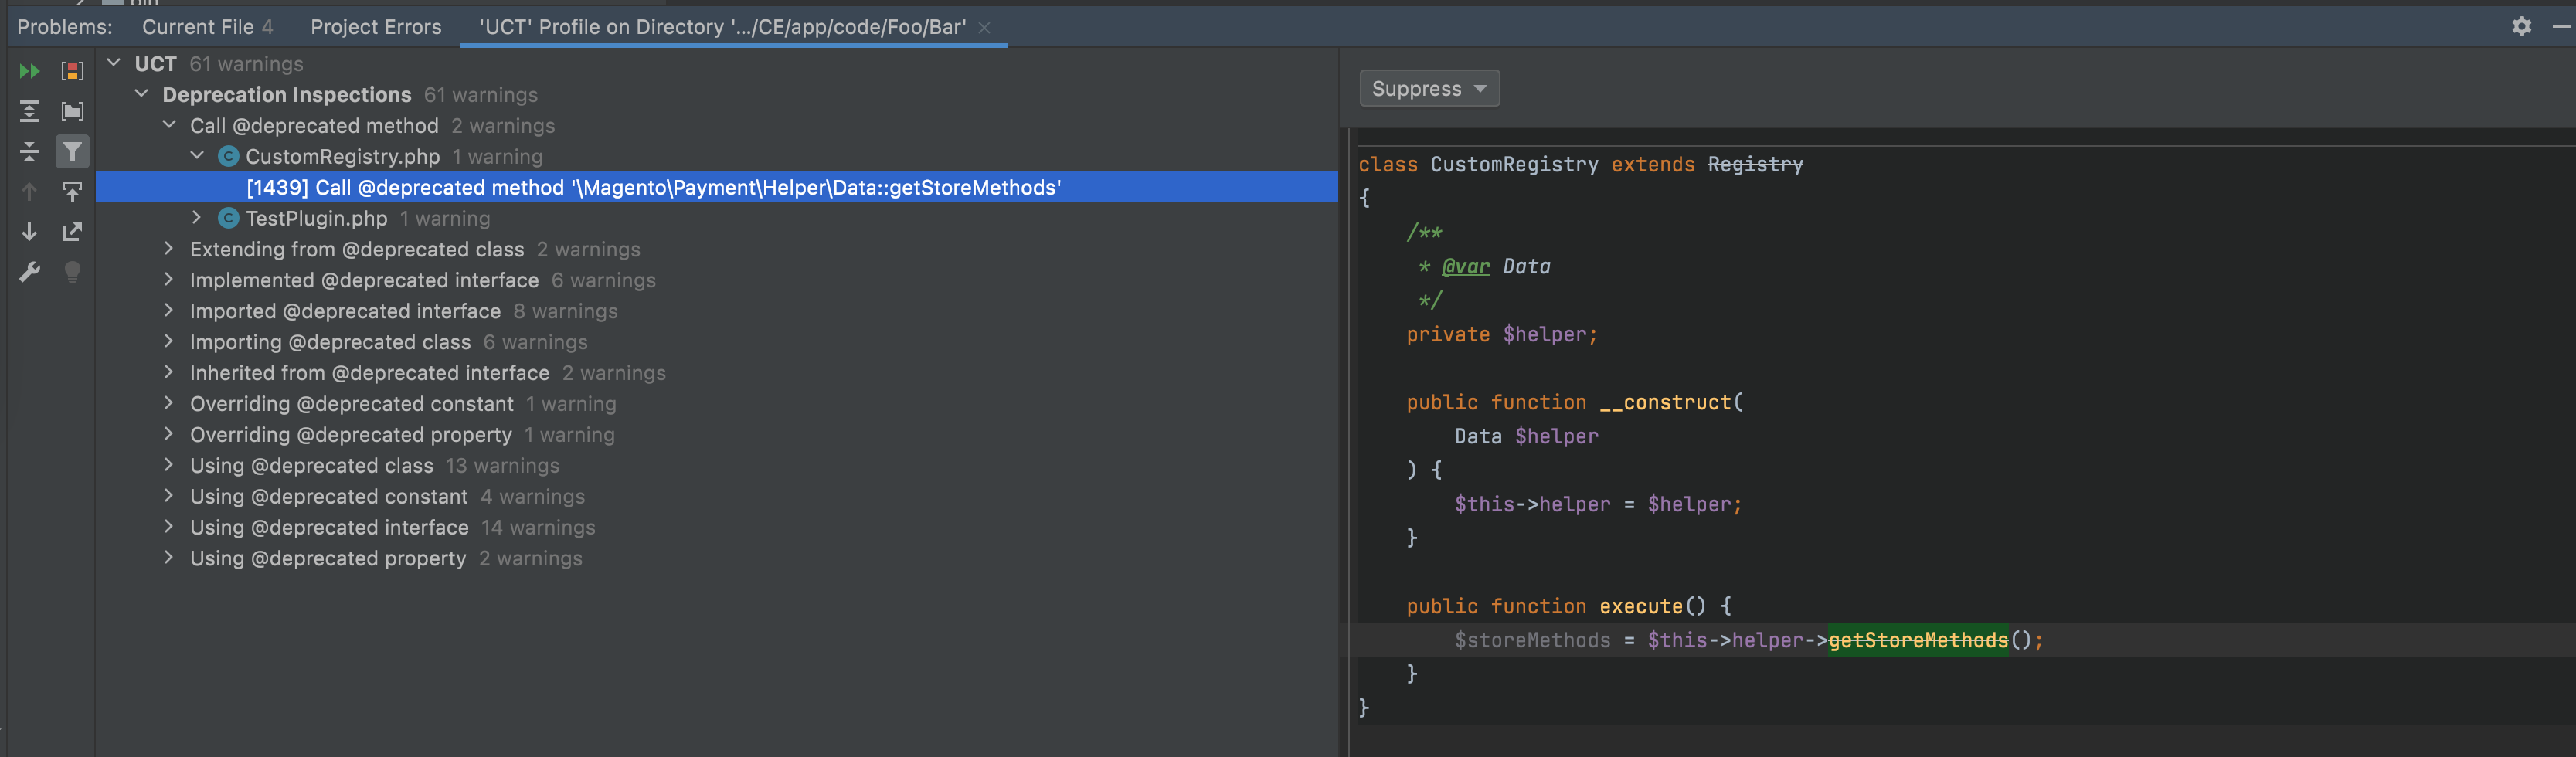 Problems: Current File 4 Project Errors 'UCT' Profile on Directory '.../CE/app/code/Foo/Bar'
UCT 61 warnings
Deprecation Inspections 61 warnings
Call @deprecated method 2 warnings
CustomRegistry.php 1 warning
[1439] Call @deprecated method '\Magento\Payment\Helper\Data::getStoreMethods'
TestPlugin.php 1 warning
Extending from @deprecated class 2 warnings
Implemented @deprecated interface 6 warnings
Imported @deprecated interface 8 warnings
Importing @deprecated class 6 warnings
Inherited from @deprecated interface 2 warnings
Overriding @deprecated constant 1 warning
Overriding @deprecated property 1 warning
Using @deprecated class 13 warnings
Using @deprecated constant 4 warnings
Using @deprecated interface 14 warnings
Using @deprecated property 2 warnings
Suppress
class CustomRegistry extends Registry
{
/**
* @var Data
*/
private $helper;
public function __construct(
Data $helper
) {
$this->helper = $helper;
}
public function execute() {
$storeMethods = $this->helper->getStoreMethods();
}
}